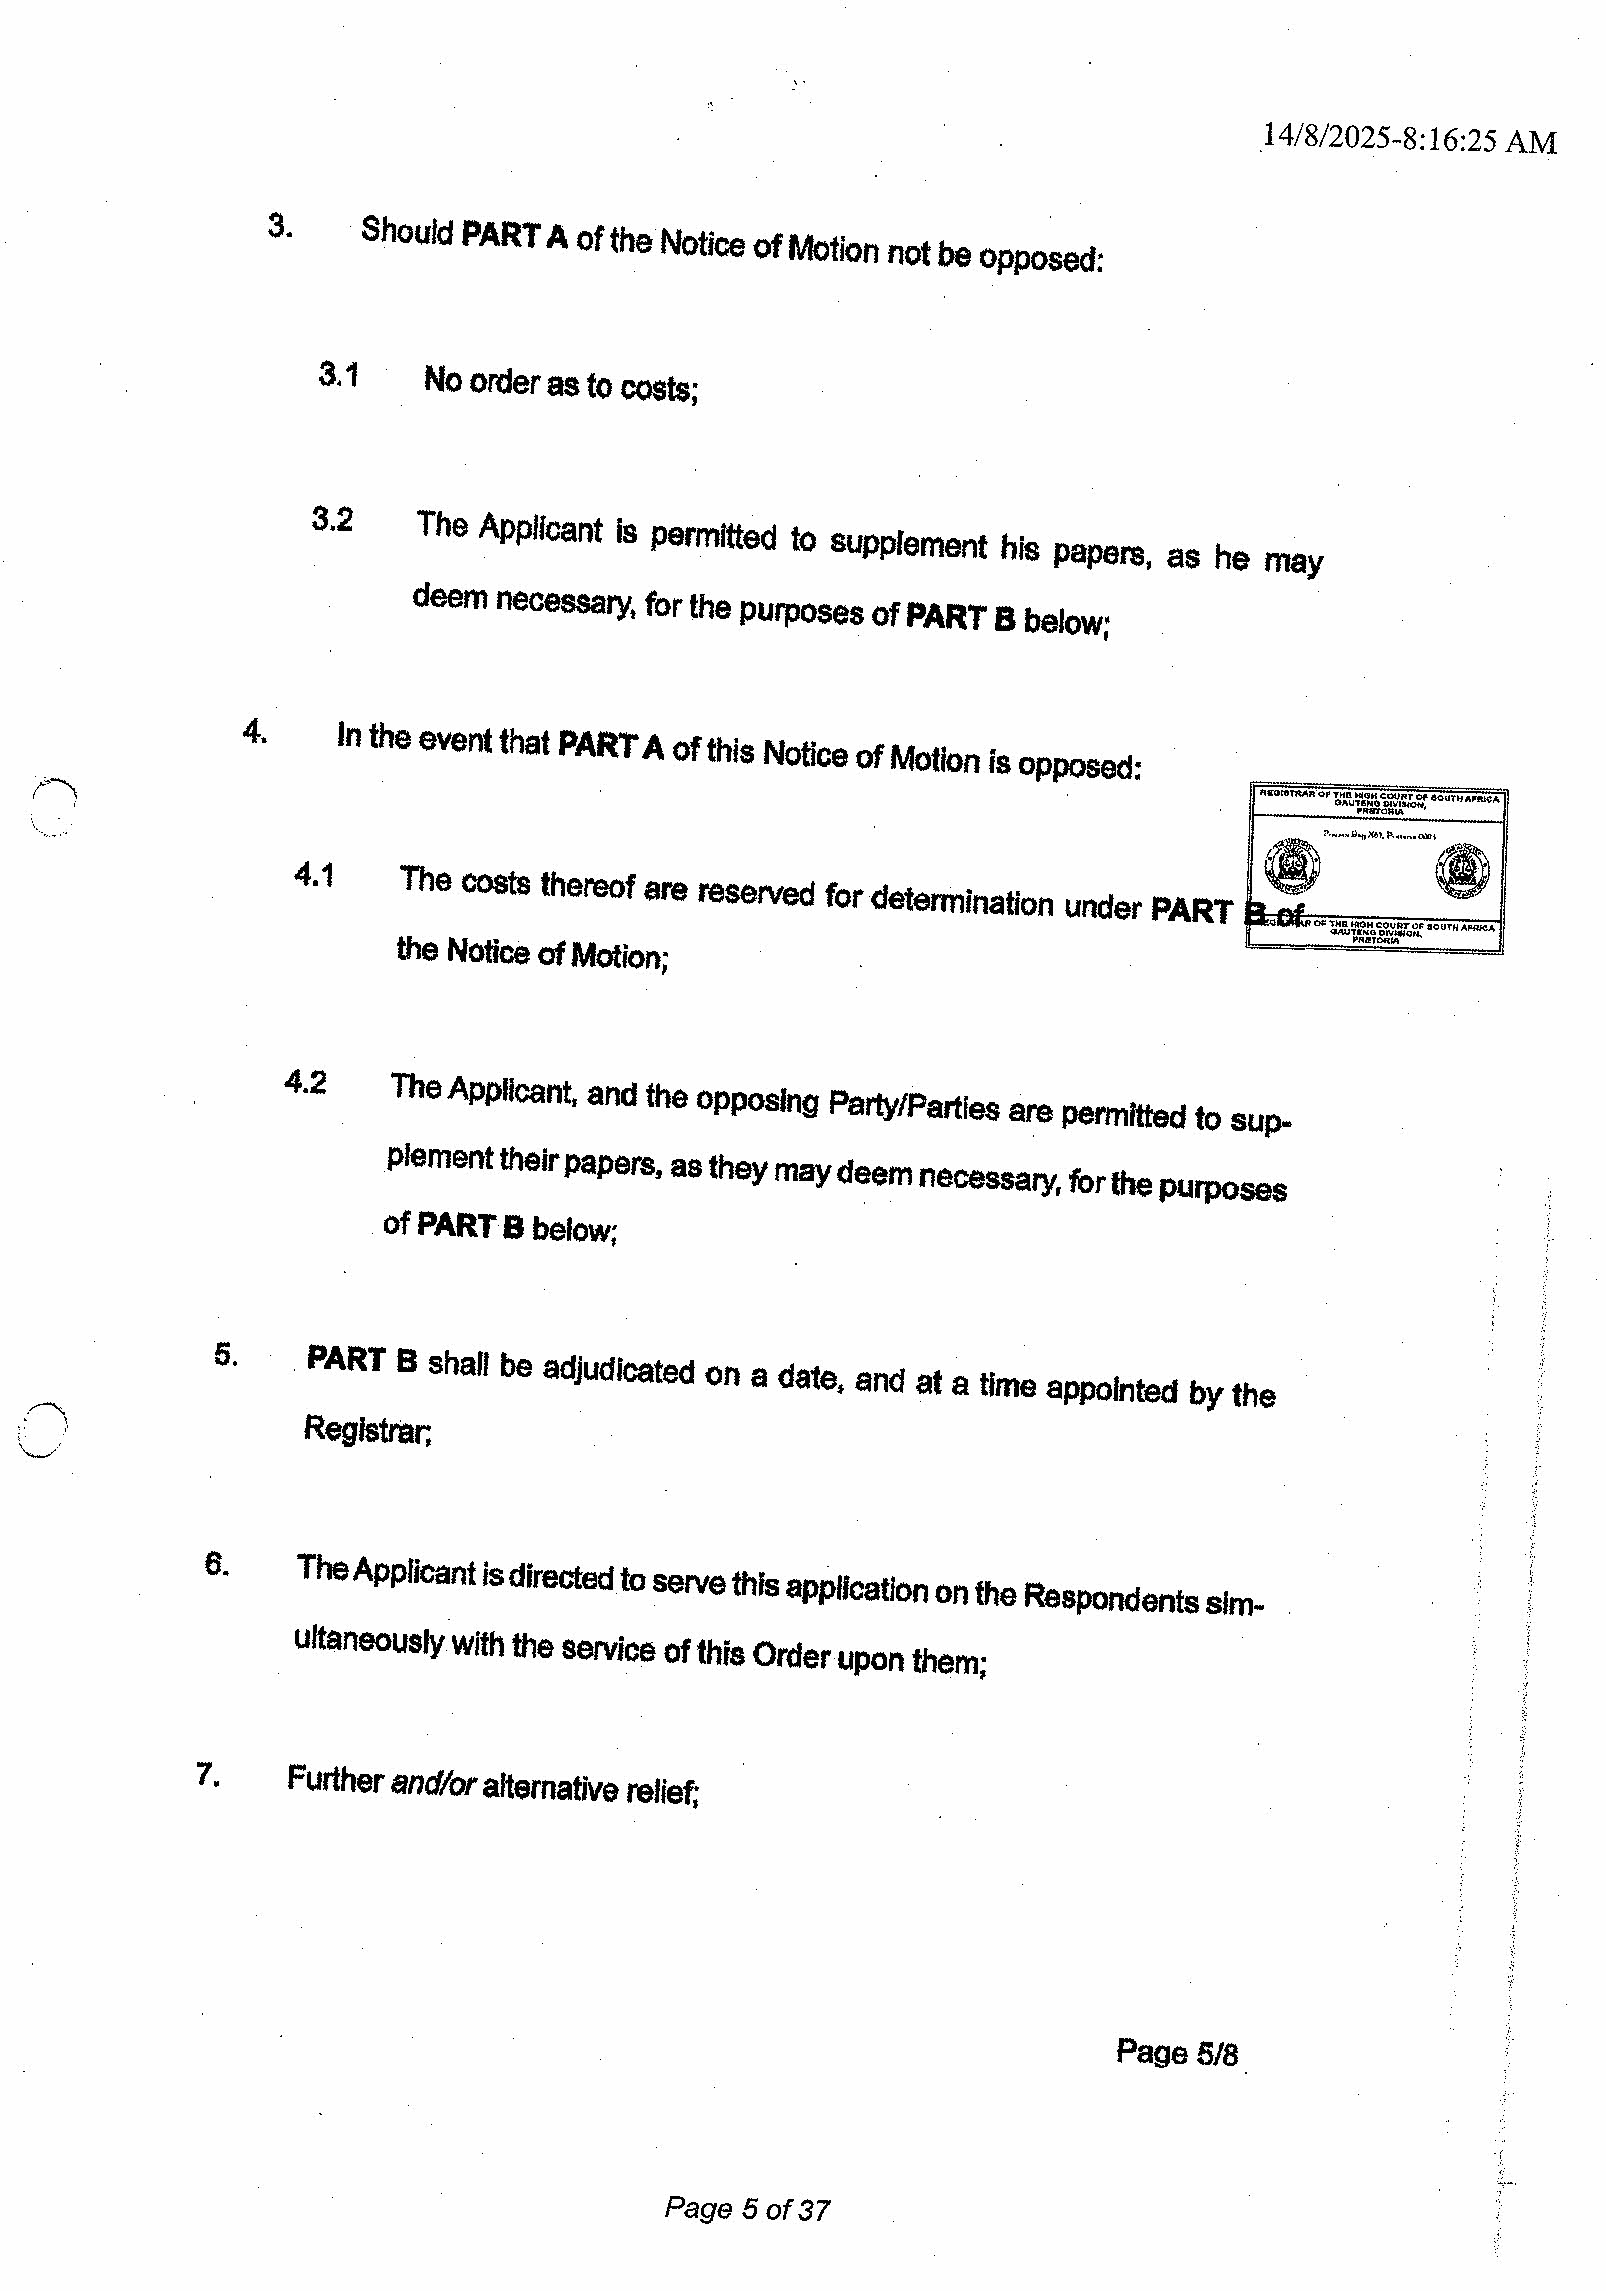 14/8/2025-8:16:25 AM
3. Should PART A of the Notice of Motion not be opposed:
3.1 No order as to costs;
3.2 The Applicant is permitted to supplement his papers, as he may
deem necessary, for the purposes of PART B below;
4. In the event that PART A of this Notice of Motion is opposed:
REGISTRAR OF THE HIGH COURT OF SOUTH AFRICA
GAUTENG DIVISION,
PRETORIA
Private Bag X67, Pretoria 0001
4.1 The costs thereof are reserved for determination under PART B of
OF THE HIGH COURT OF SOUTH AFRICA
GAUTENG DIVISION,
PRETORIA
the Notice of Motion;
4.2 The Applicant, and the opposing Party/Parties are permitted to sup-
plement their papers, as they may deem necessary, for the purposes
of PART B below;
5. PART B shall be adjudicated on a date, and at a time appointed by the
Registrar;
6. The Applicant is directed to serve this application on the Respondents sim-
ultaneously with the service of this Order upon them;
7. Further and/or alternative relief;
Page 5/8
Page 5 of 37